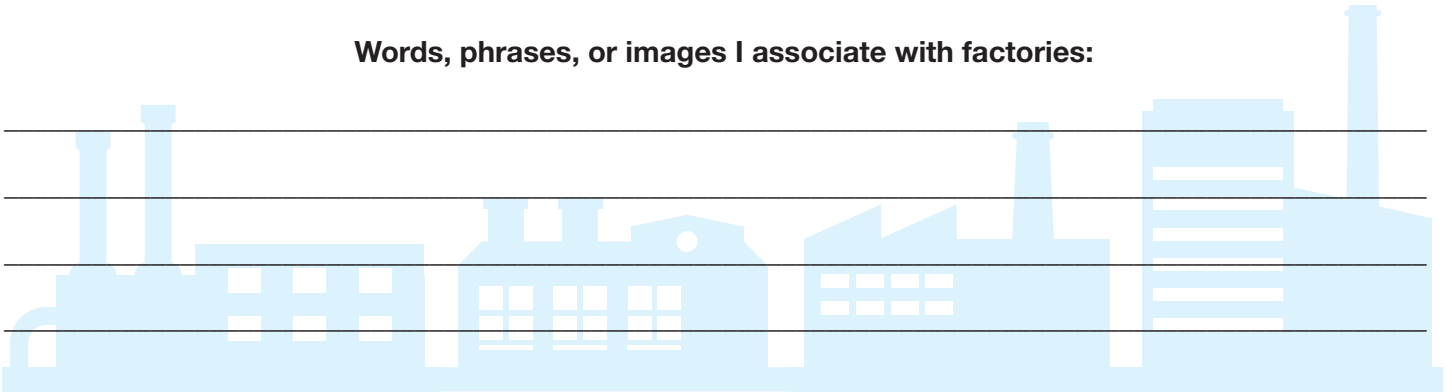 Words, phrases, or images I associate with factories: